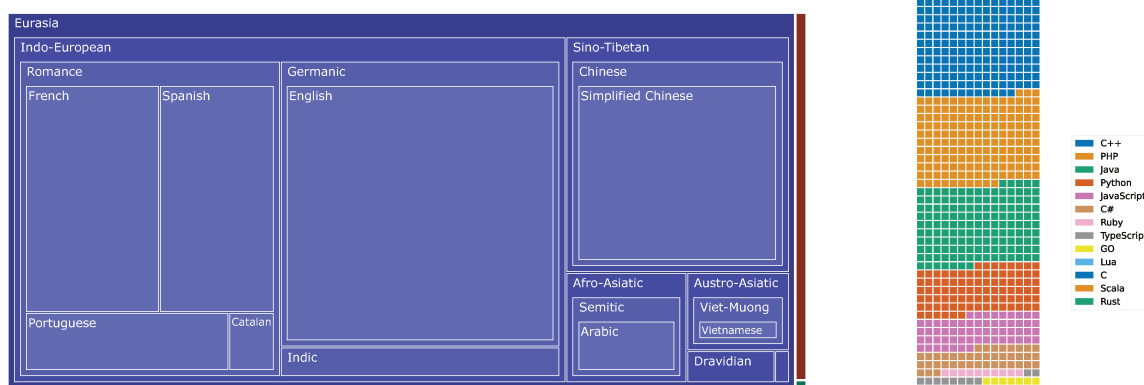 Eurasia
Indo-European
Romance
French
Spanish
Portuguese
Catalan
Germanic
English
Indic
Sino-Tibetan
Chinese
Simplified Chinese
Afro-Asiatic
Semitic
Arabic
Austro-Asiatic
Viet-Muong
Vietnamese
Dravidian
C++
PHP
Java
Python
JavaScript
C#
Ruby
TypeScrip
GO
Lua
C
Scala
Rust